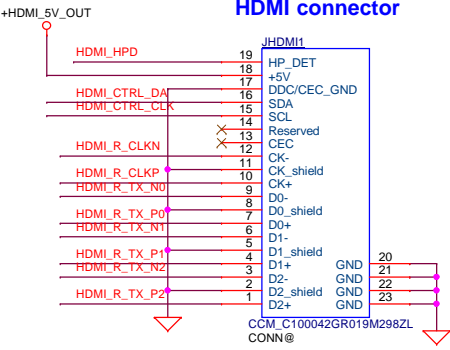 HDMI connector
+HDMI_5V_OUT
JHDMI1
HDMI_HPD 19 HP_DET
18 +5V
17 DDC/CEC_GND
HDMI_CTRL_DA 16 SDA
HDMI_CTRL_CLK 15 SCL
14 Reserved
13 CEC
HDMI_R_CLKN 12 CK-
11 CK_shield
HDMI_R_CLKP 10 CK+
HDMI_R_TX_N0 9 D0-
8 D0_shield
HDMI_R_TX_P0 7 D0+
HDMI_R_TX_N1 6 D1-
5 D1_shield
HDMI_R_TX_P1 4 D1+ GND 20
HDMI_R_TX_N2 3 D2- GND 21
2 D2_shield GND 22
HDMI_R_TX_P2 1 D2+ GND 23
CCM_C100042GR019M298ZL
CONN@